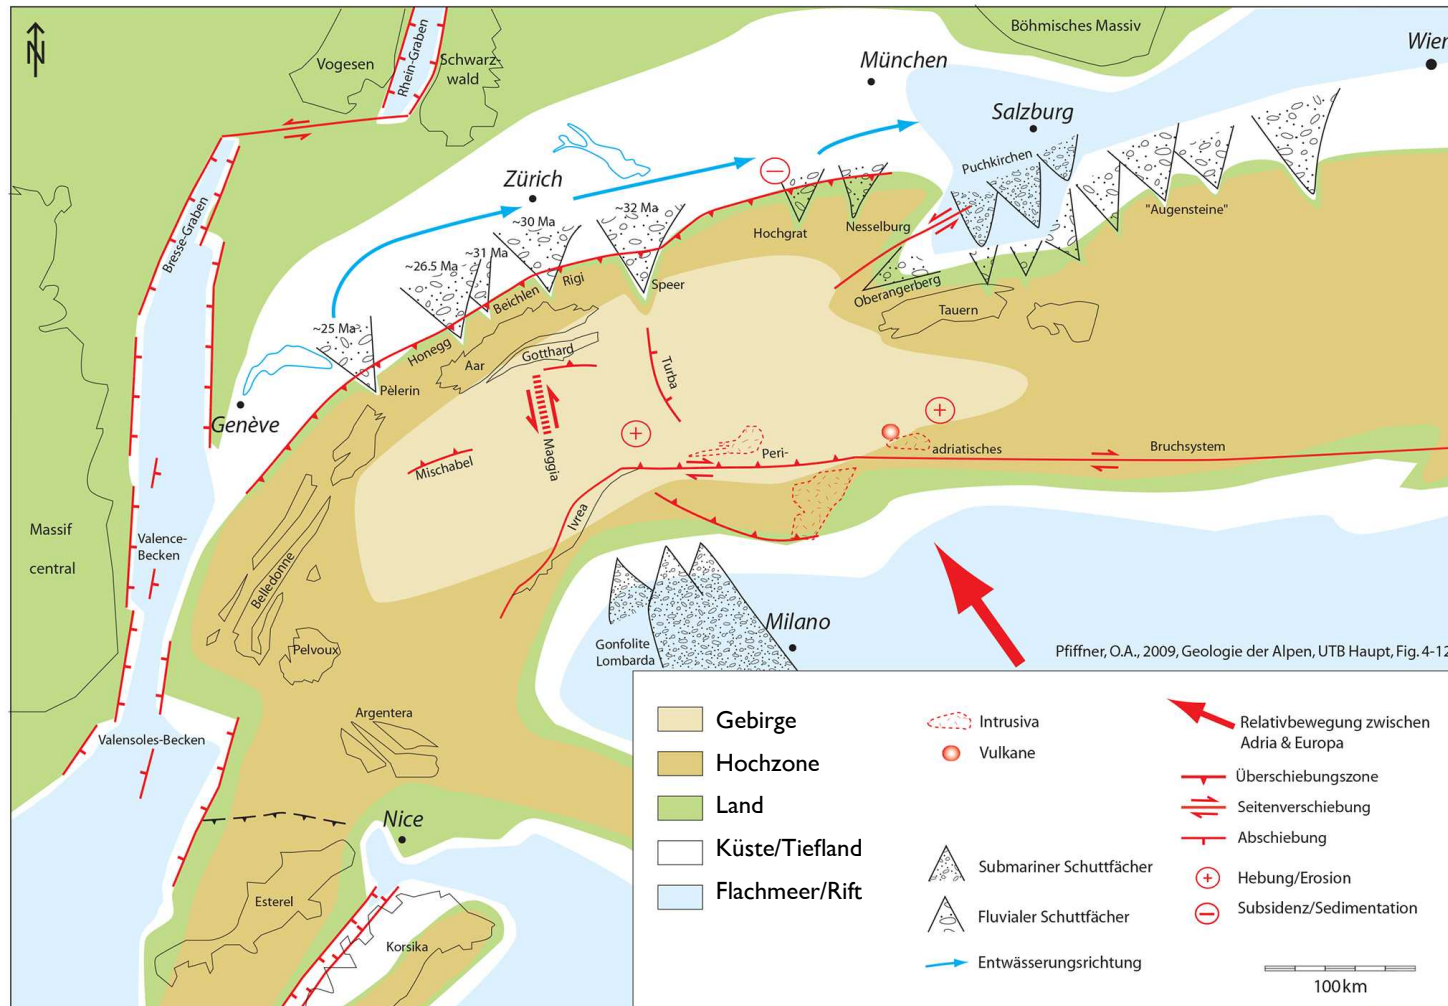 N
Vogesen
Rhein-Graben
Schwarz-
wald
Böhmisches Massiv
München
Wien
Salzburg
Puchkirchen
Zürich
~32 Ma
~30 Ma
~31 Ma
~26.5 Ma
~25 Ma
Bresse-Graben
"Augensteine"
Hochgrat
Nesselburg
Oberangerberg
Tauern
Speer
Rigi
Beichlen
Honegg
Pèlerin
Aar
Gotthard
Turba
Genève
Mischabel
Maggia
Peri-
adriatisches
Bruchsystem
Ivrea
Massif
central
Valence-
Becken
Belledonne
Pelvoux
Gonfolite
Lombarda
Milano
Pfiffner, O.A., 2009, Geologie der Alpen, UTB Haupt, Fig. 4-12
Argentera
Valensoles-Becken
Nice
Esterel
Korsika
Gebirge
Hochzone
Land
Küste/Tiefland
Flachmeer/Rift
Intrusiva
Vulkane
Submariner Schuttfächer
Fluvialer Schuttfächer
Entwässerungsrichtung
Relativbewegung zwischen
Adria & Europa
Überschiebungszone
Seitenverschiebung
Abschiebung
Hebung/Erosion
Subsidenz/Sedimentation
100 km